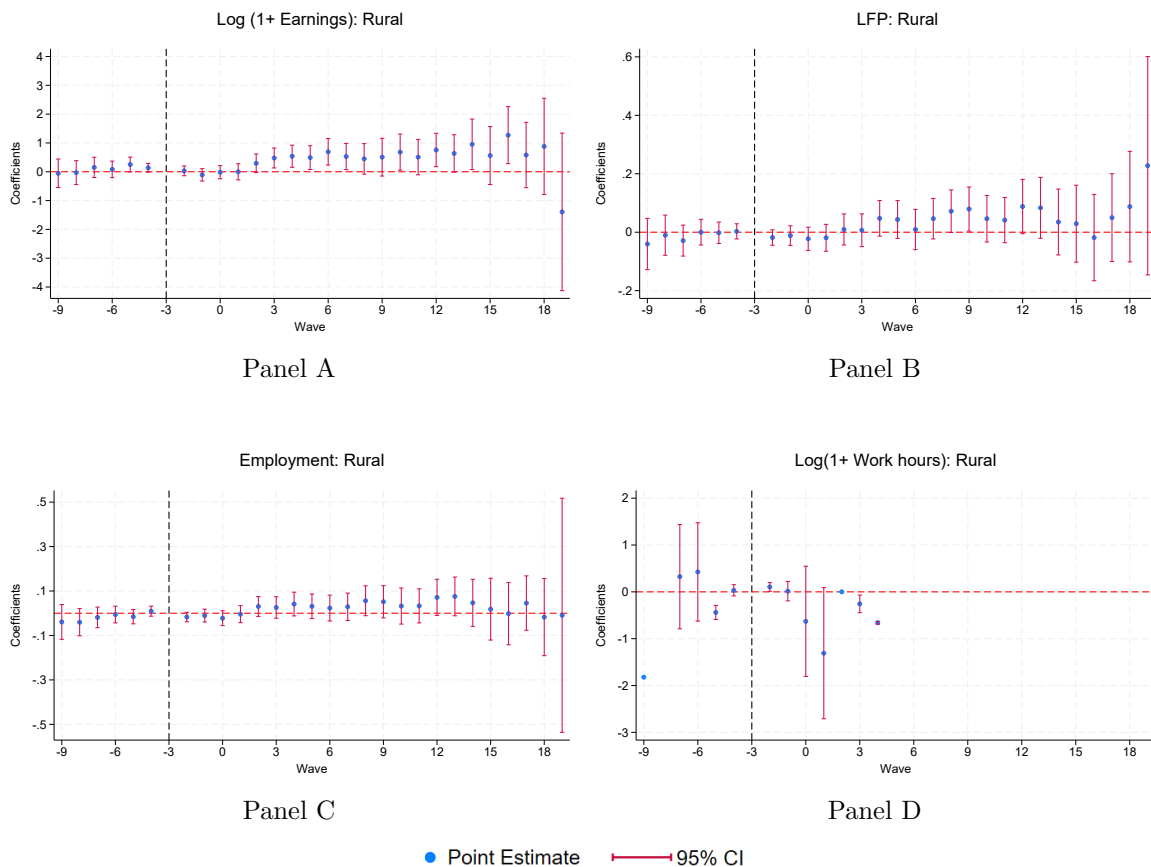 Log (1+ Earnings): Rural
4
3
2
1
0
-1
-2
-3
-4
Coefficients
-9 -6 -3 0 3 6 9 12 15 18
Wave
Panel A
LFP: Rural
.6
.4
.2
0
-.2
Coefficients
-9 -6 -3 0 3 6 9 12 15 18
Wave
Panel B
Employment: Rural
.5
.3
.1
-.1
-.3
-.5
Coefficients
-9 -6 -3 0 3 6 9 12 15 18
Wave
Panel C
Log(1+ Work hours): Rural
2
1
0
-1
-2
-3
Coefficients
-9 -6 -3 0 3 6 9 12 15 18
Wave
Panel D
Point Estimate 95% CI